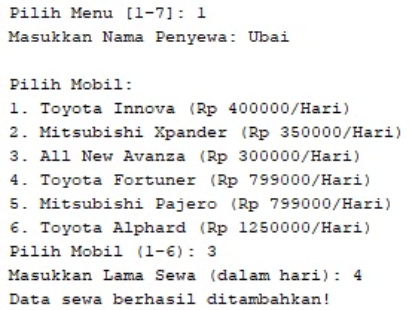 Pilih Menu [1-7]: 1
Masukkan Nama Penyewa: Ubai
Pilih Mobil:
1. Toyota Innova (Rp 400000/Hari)
2. Mitsubishi Xpander (Rp 350000/Hari)
3. All New Avanza (Rp 300000/Hari)
4. Toyota Fortuner (Rp 799000/Hari)
5. Mitsubishi Pajero (Rp 799000/Hari)
6. Toyota Alphard (Rp 1250000/Hari)
Pilih Mobil (1-6): 3
Masukkan Lama Sewa (dalam hari): 4
Data sewa berhasil ditambahkan!